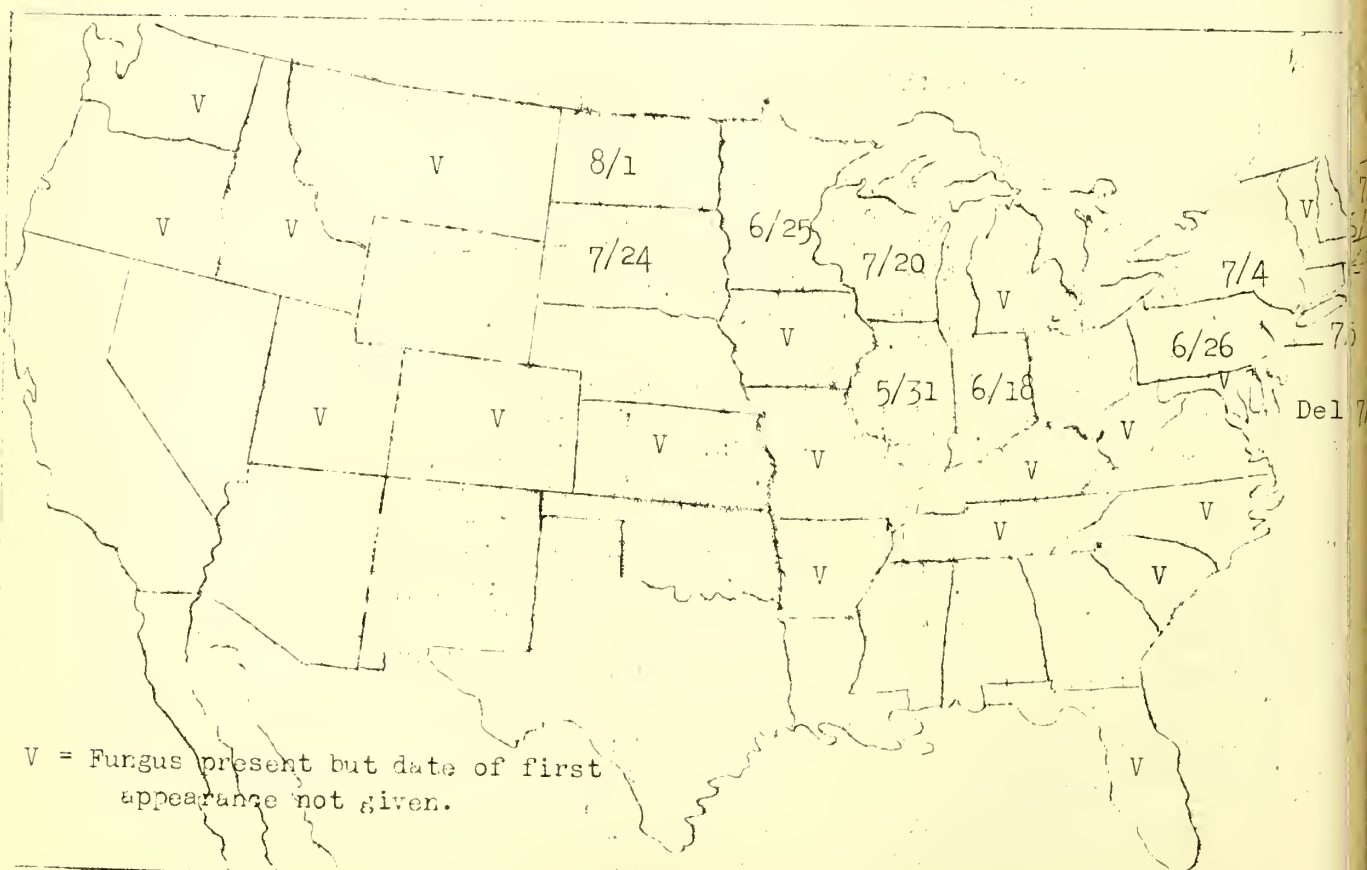 V
V
8/1
V
V
6/25
V
7/24
7/20
7/4
V
V
6/26
V
5/31
6/18
V
V
Del
V
V
V
V
V
V
V
V
V
V = Fungus present but date of first
appearance not given.
V